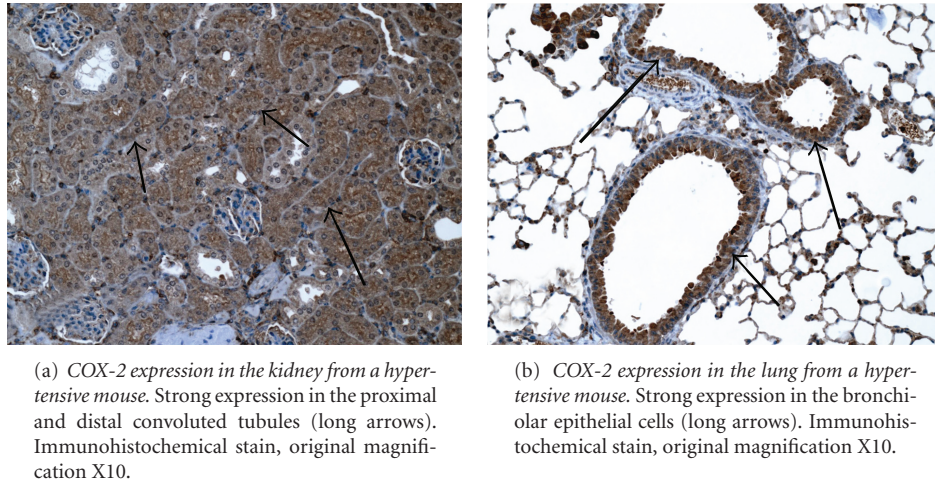 (a) COX-2 expression in the kidney from a hyper-
tensive mouse. Strong expression in the proximal
and distal convoluted tubules (long arrows).
Immunohistochemical stain, original magnifi-
cation X10.
(b) COX-2 expression in the lung from a hyper-
tensive mouse. Strong expression in the bronchi-
olar epithelial cells (long arrows). Immunohis-
tochemical stain, original magnification X10.